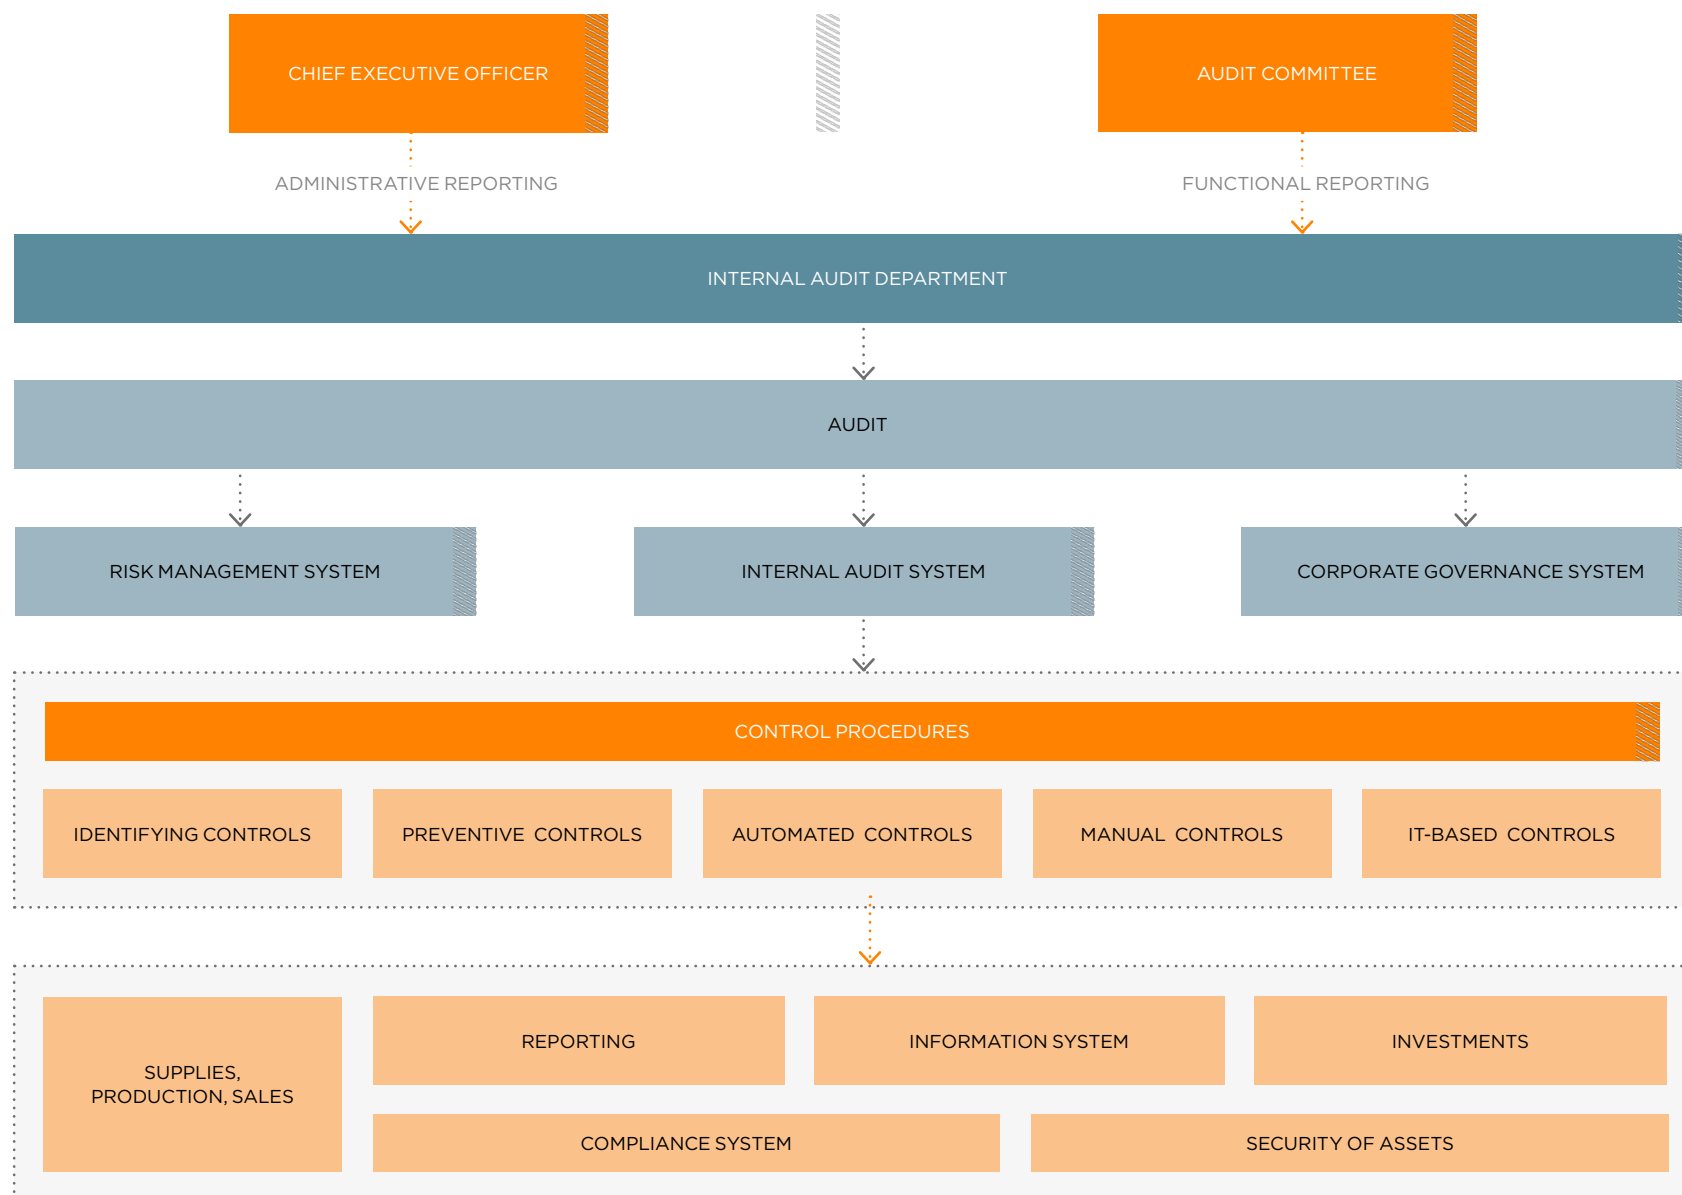 CHIEF EXECUTIVE OFFICER
AUDIT COMMITTEE
ADMINISTRATIVE REPORTING
FUNCTIONAL REPORTING
INTERNAL AUDIT DEPARTMENT
AUDIT
RISK MANAGEMENT SYSTEM
INTERNAL AUDIT SYSTEM
CORPORATE GOVERNANCE SYSTEM
CONTROL PROCEDURES
IDENTIFYING CONTROLS
PREVENTIVE CONTROLS
AUTOMATED CONTROLS
MANUAL CONTROLS
IT-BASED CONTROLS
SUPPLIES,
PRODUCTION, SALES
REPORTING
INFORMATION SYSTEM
INVESTMENTS
COMPLIANCE SYSTEM
SECURITY OF ASSETS